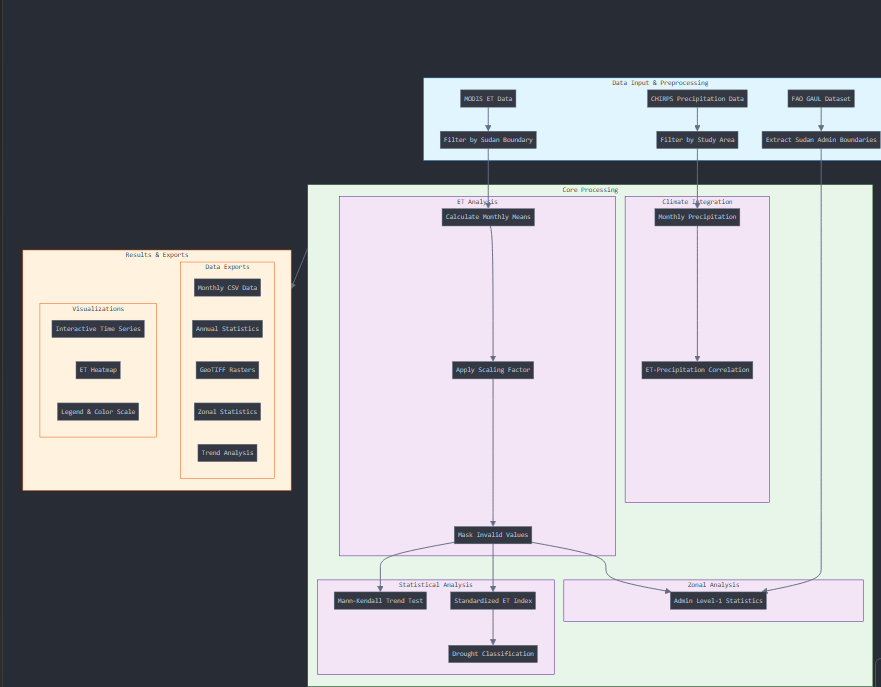 Data Input & Preprocessing
MODIS ET Data
CHIRPS Precipitation Data
FAO GAUL Dataset
Filter by Sudan Boundary
Filter by Study Area
Extract Sudan Admin Boundaries
Core Processing
ET Analysis
Climate Integration
Calculate Monthly Means
Monthly Precipitation
Apply Scaling Factor
ET-Precipitation Correlation
Mask Invalid Values
Results & Exports
Data Exports
Monthly CSV Data
Visualizations
Interactive Time Series
Annual Statistics
ET Heatmap
GeoTIFF Rasters
Legend & Color Scale
Zonal Statistics
Trend Analysis
Statistical Analysis
Zonal Analysis
Mann-Kendall Trend Test
Standardized ET Index
Admin Level-1 Statistics
Drought Classification